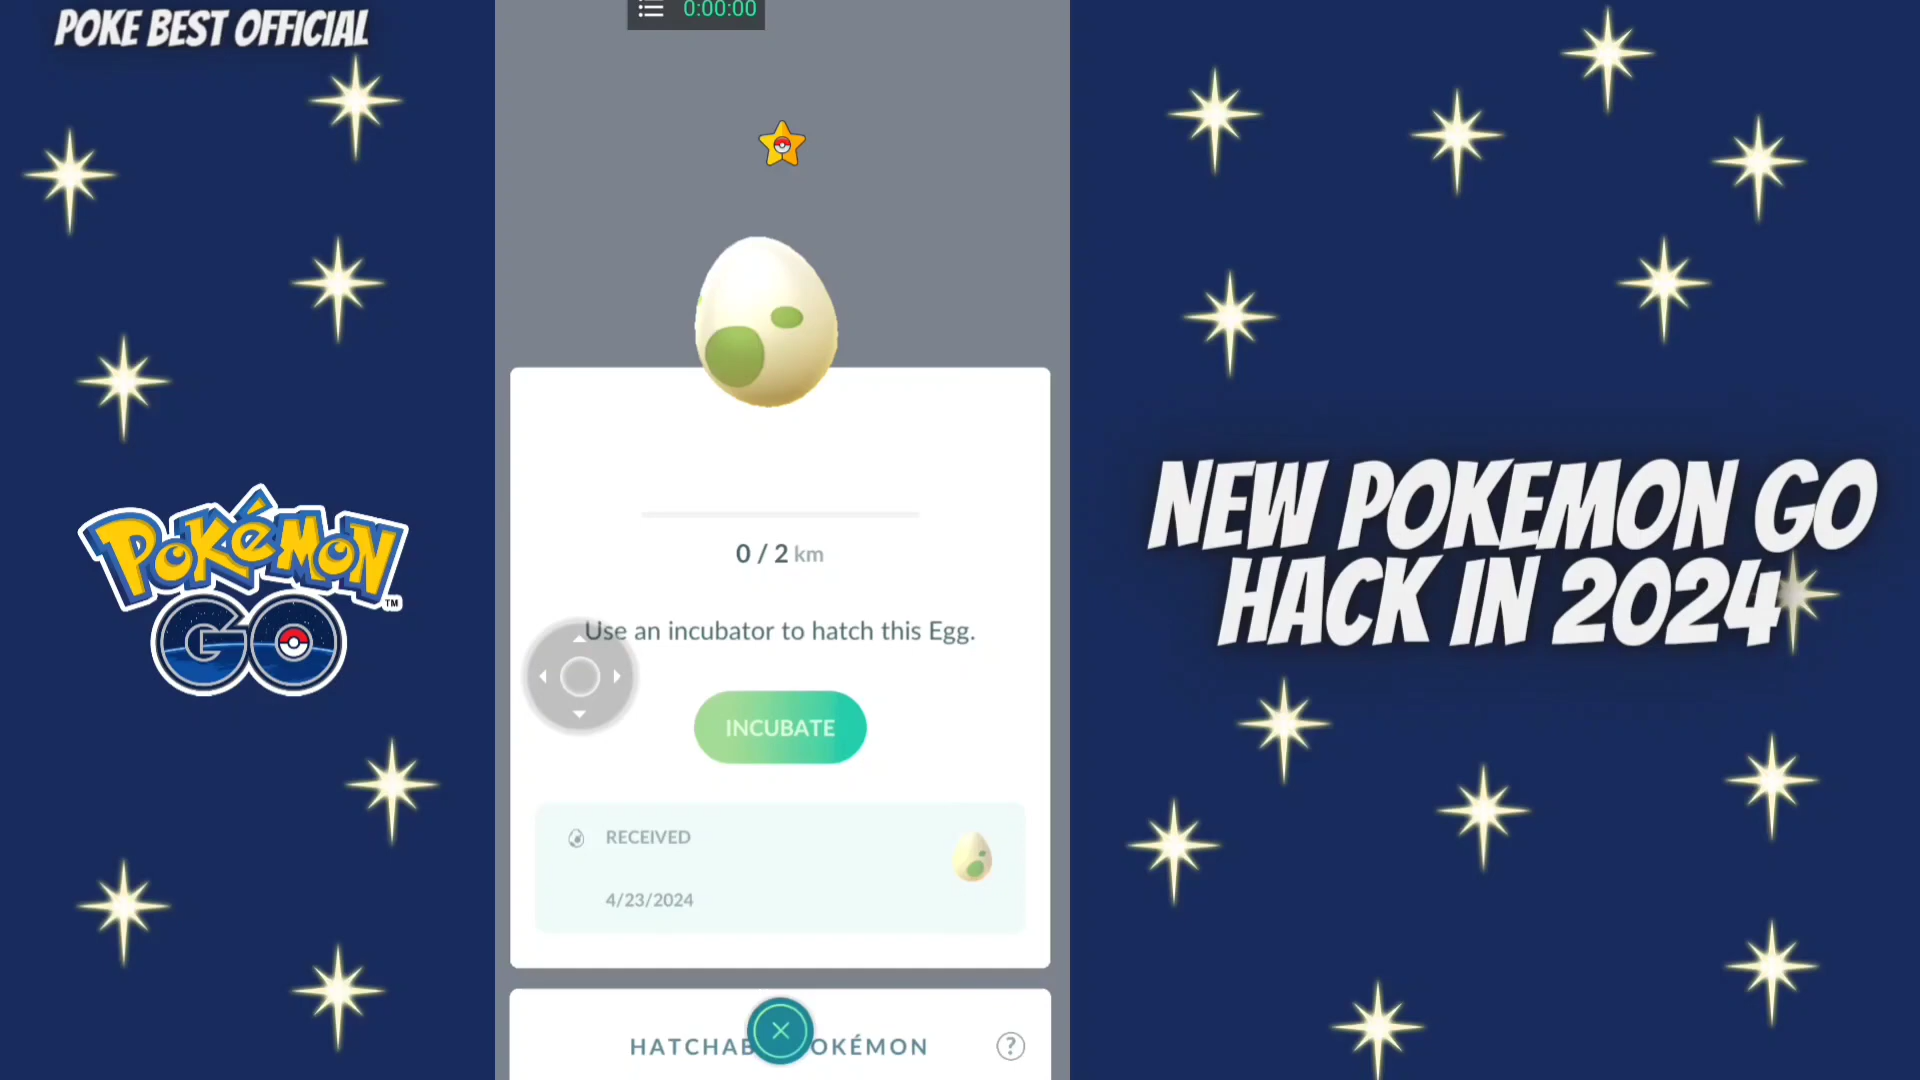 POKE BEST OFFICIAL
0:00:00
Pokémon
TM
GO
0 / 2 km
Use an incubator to hatch this Egg.
INCUBATE
RECEIVED
4/23/2024
HATCHAB OKÉMON
?
NEW POKEMON GO
HACK IN 2024